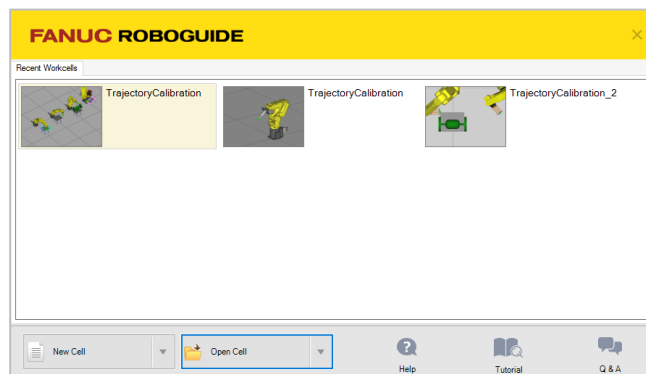 FANUC ROBOGUIDE
Recent Workcells
TrajectoryCalibration
TrajectoryCalibration
TrajectoryCalibration_2
New Cell
Open Cell
Help
Tutorial
Q & A